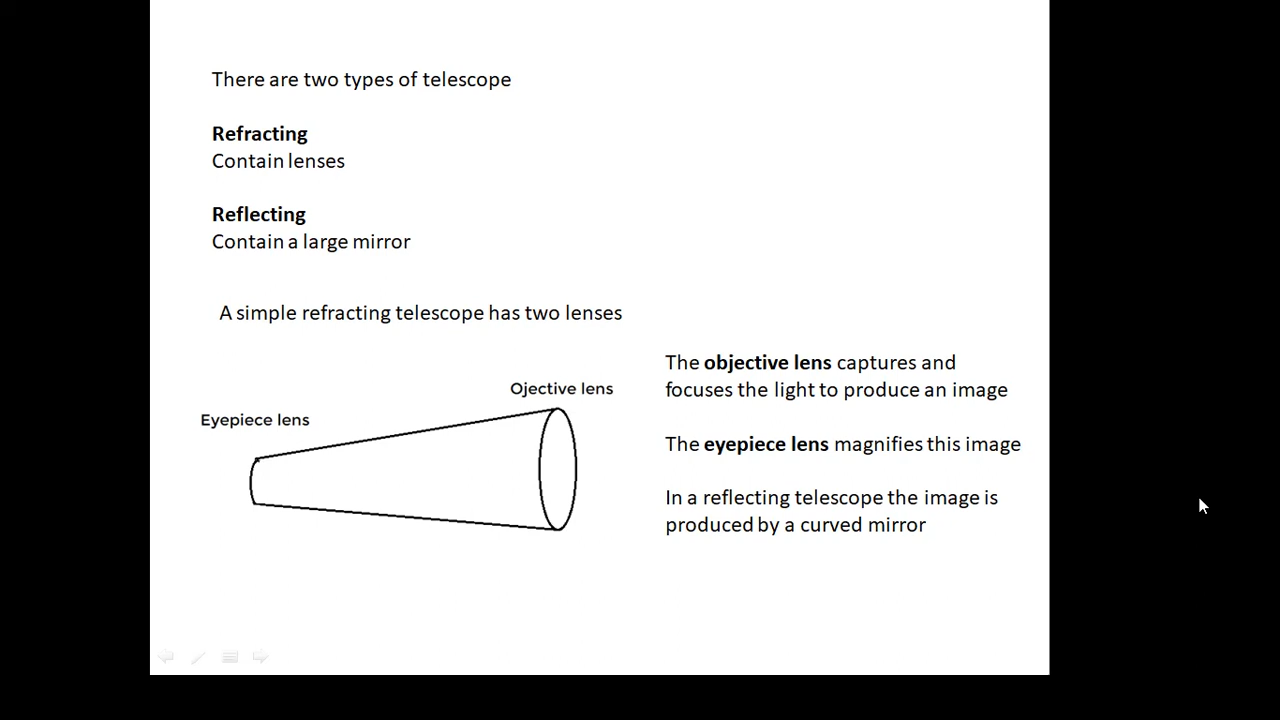 There are two types of telescope
Refracting
Contain lenses
Reflecting
Contain a large mirror
A simple refracting telescope has two lenses
Ojective lens
Eyepiece lens
The objective lens captures and
focuses the light to produce an image
The eyepiece lens magnifies this image
In a reflecting telescope the image is
produced by a curved mirror